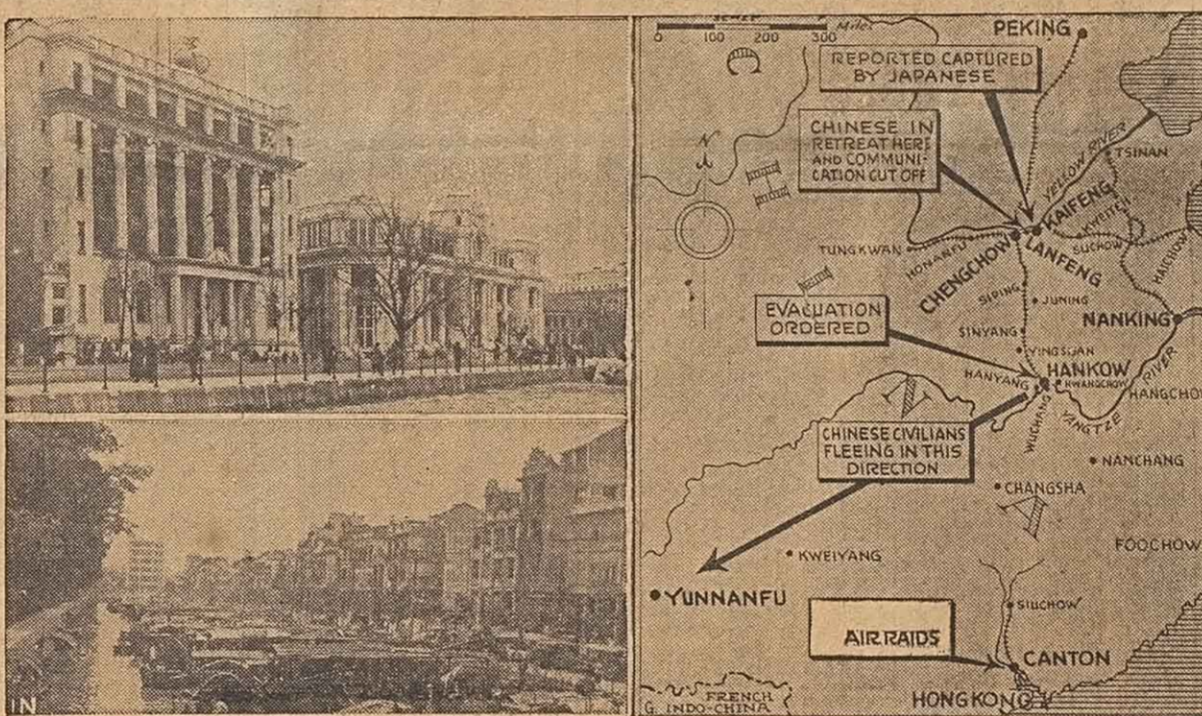 IN
Miles
0 100 200 300
PEKING
REPORTED CAPTURED
BY JAPANESE
CHINESE IN
RETREAT HERE
AND COMMUNI-
CATION CUT OFF
YELLOW RIVER
TSINAN
KAIFENG
KWEITEH
SUCHOW
HAICHOW
TUNGKWAN
HONANFU
CHENGCHOW
LANFENG
SIPING
JUNING
EVACUATION
ORDERED
SINYANG
NANKING
HANYANG
HANKOW
KWANGCHOW
RIVER
HANGCHO
WUCHANG
YANGTZE
CHINESE CIVILIANS
FLEEING IN THIS
DIRECTION
NANCHANG
CHANGSHA
KWEIYANG
FOOCHOW
YUNNANFU
SIUCHOW
AIR RAIDS
CANTON
HONGKONG
FRENCH
G. INDO-CHINA